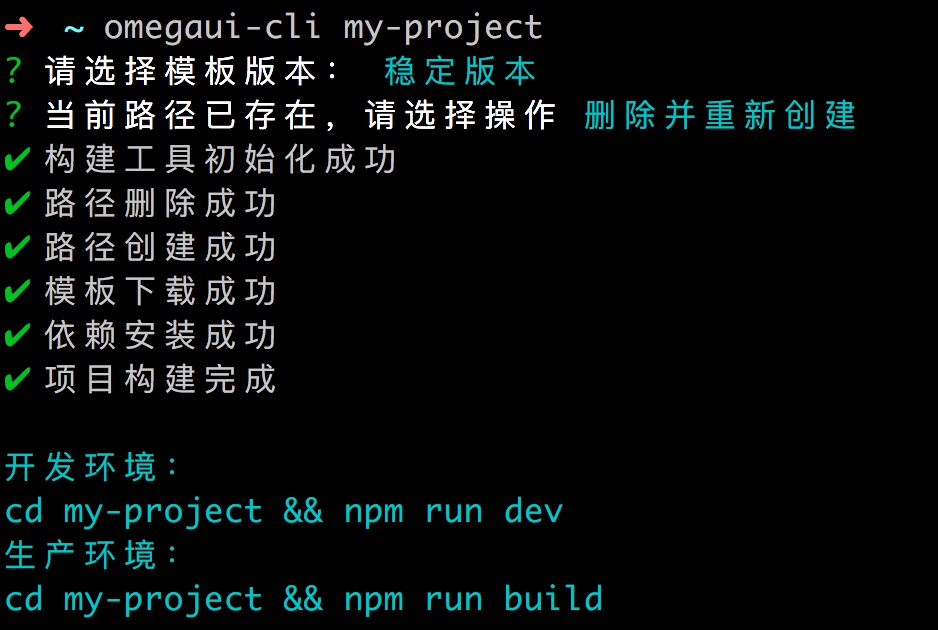 ➜ ~ omegaui-cli my-project
? 请选择模板版本： 稳定版本
? 当前路径已存在, 请选择操作 删除并重新创建
✔ 构建工具初始化成功
✔ 路径删除成功
✔ 路径创建成功
✔ 模板下载成功
✔ 依赖安装成功
✔ 项目构建完成
开发环境：
cd my-project && npm run dev
生产环境：
cd my-project && npm run build